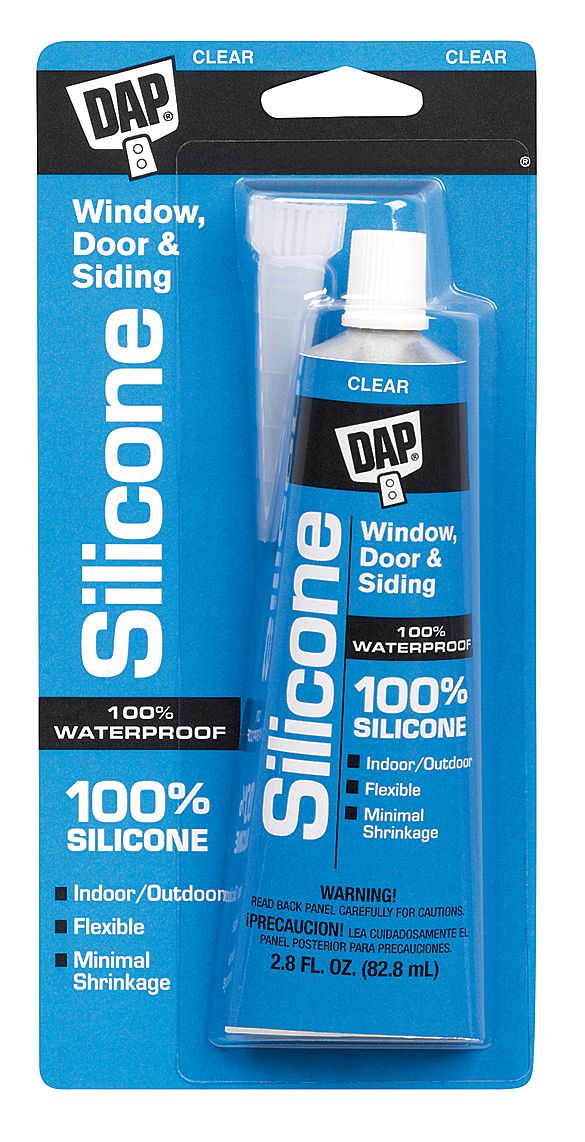 CLEAR
CLEAR
DAP®
®
Window,
Door &
Siding
Silicone
100%
WATERPROOF
100%
SILICONE
Indoor/Outdoor
Flexible
Minimal
Shrinkage
CLEAR
DAP®
Window,
Door &
Siding
Silicone
100%
WATERPROOF
100%
SILICONE
Indoor/Outdoor
Flexible
Minimal
Shrinkage
WARNING!
READ BACK PANEL CAREFULLY FOR CAUTIONS.
¡PRECAUCION! LEA CUIDADOSAMENTE EL
PANEL POSTERIOR PARA PRECAUCIONES.
2.8 FL. OZ. (82.8 mL)